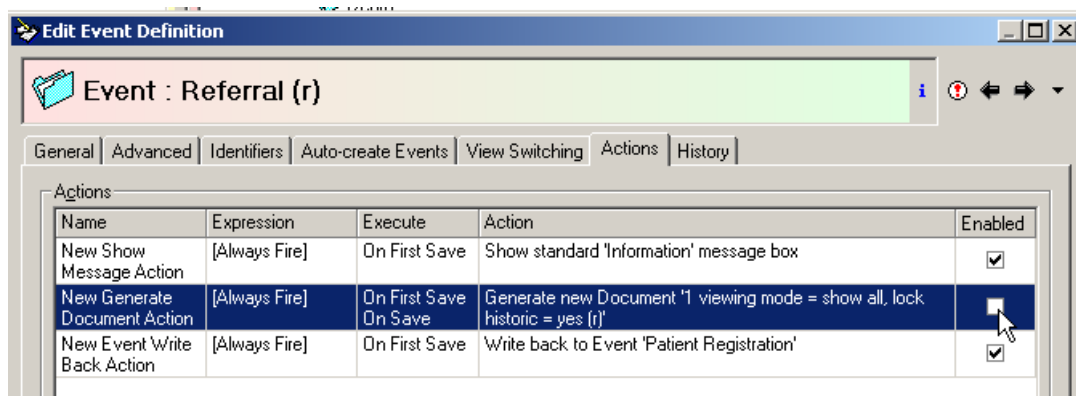 Edit Event Definition
Event : Referral (r)
General Advanced Identifiers Auto-create Events View Switching Actions History
Actions
Name Expression Execute Action Enabled
New Show [Always Fire] On First Save Show standard 'Information' message box
Message Action
New Generate [Always Fire] On First Save Generate new Document '1 viewing mode = show all, lock
Document Action On Save historic = yes (r)'
New Event Write [Always Fire] On First Save Write back to Event 'Patient Registration'
Back Action